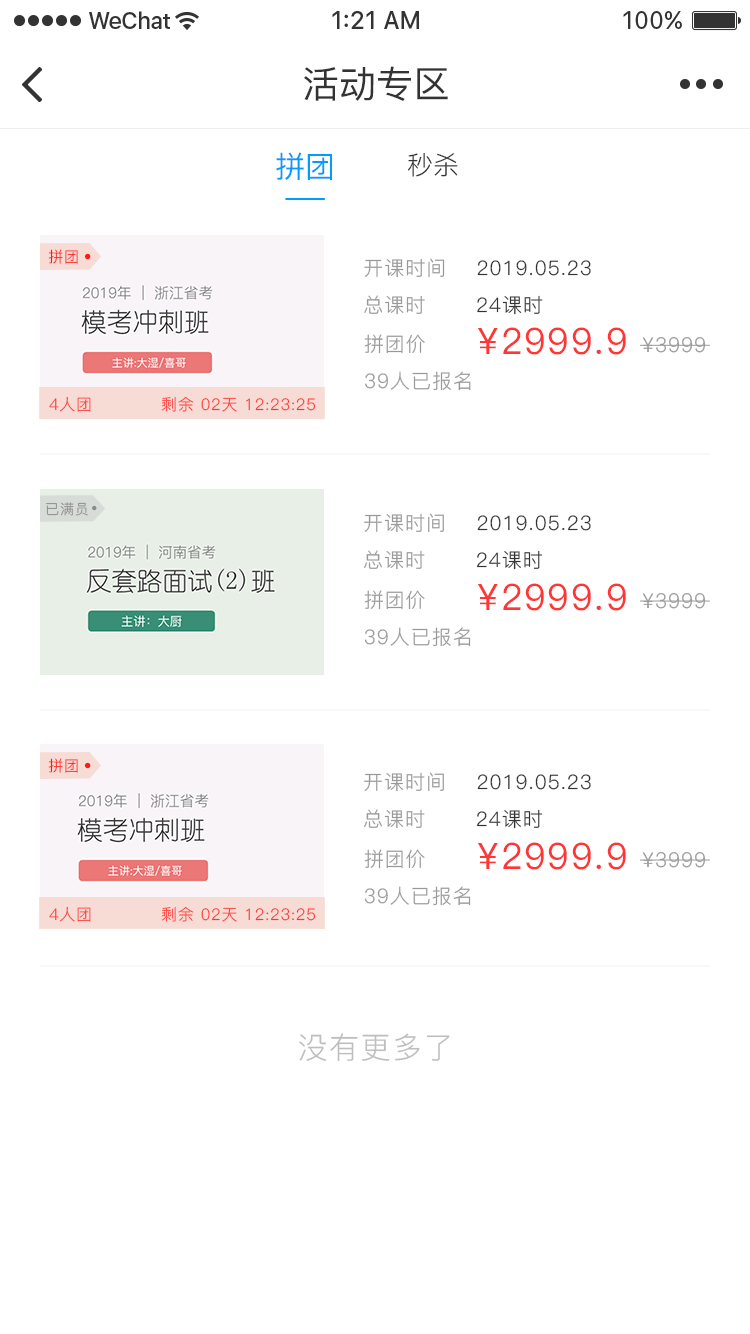 WeChat 1:21 AM 100%
活动专区
拼团 秒杀
拼团
2019年 | 浙江省考
模考冲刺班
主讲:大湿/喜哥
4人团 剩余 02天 12:23:25
开课时间 2019.05.23
总课时 24课时
拼团价 ¥2999.9 ¥3999
39人已报名
已满员
2019年 | 河南省考
反套路面试(2)班
主讲：大厨
开课时间 2019.05.23
总课时 24课时
拼团价 ¥2999.9 ¥3999
39人已报名
拼团
2019年 | 浙江省考
模考冲刺班
主讲:大湿/喜哥
4人团 剩余 02天 12:23:25
开课时间 2019.05.23
总课时 24课时
拼团价 ¥2999.9 ¥3999
39人已报名
没有更多了